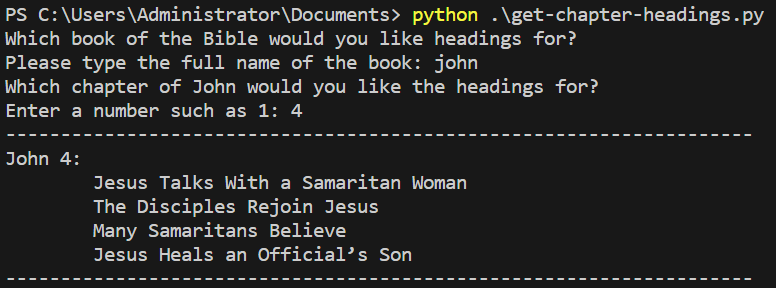 PS C:\Users\Administrator\Documents> python .\get-chapter-headings.py
Which book of the Bible would you like headings for?
Please type the full name of the book: john
Which chapter of John would you like the headings for?
Enter a number such as 1: 4
--------------------------------------------------------------------
John 4:
        Jesus Talks With a Samaritan Woman
        The Disciples Rejoin Jesus
        Many Samaritans Believe
        Jesus Heals an Official’s Son
--------------------------------------------------------------------